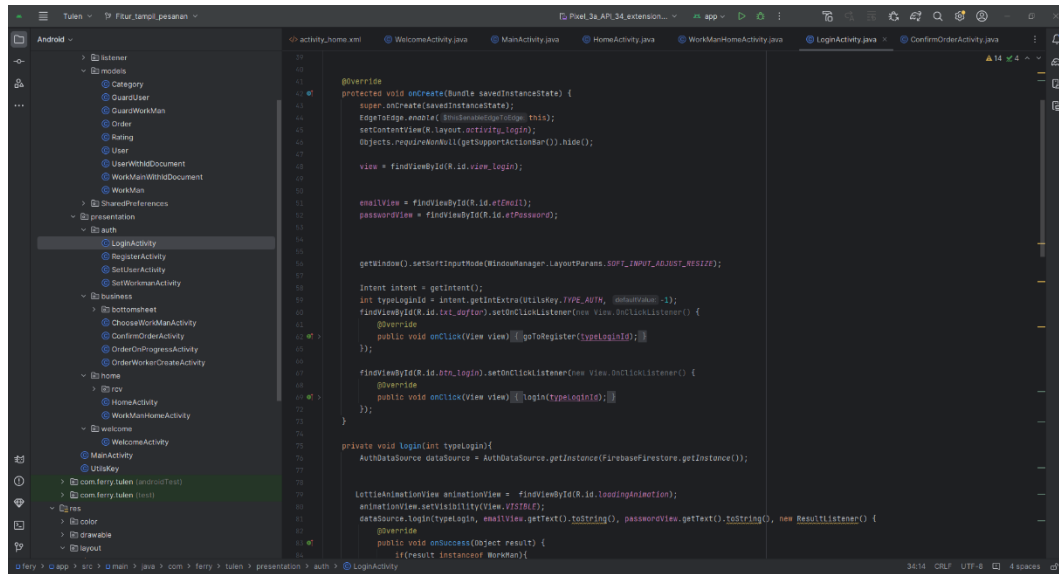 Tulen
Fitur_tampil_pesanan
Pixel_3a_API_34_extension...
app
Android
activity_home.xml
WelcomeActivity.java
MainActivity.java
HomeActivity.java
WorkManHomeActivity.java
LoginActivity.java
ConfirmOrderActivity.java
listener
models
Category
GuardUser
GuardWorkMan
Order
Rating
User
UserWithIdDocument
WorkMainWithIdDocument
WorkMan
SharedPreferences
presentation
auth
LoginActivity
RegisterActivity
SetUserActivity
SetWorkmanActivity
business
bottomsheet
ChooseWorkManActivity
ConfirmOrderActivity
OrderOnProgressActivity
OrderWorkerCreateActivity
home
rcv
HomeActivity
WorkManHomeActivity
welcome
WelcomeActivity
MainActivity
UtilsKey
com.ferry.tulen (androidTest)
com.ferry.tulen (test)
res
color
drawable
layout
14 4
@Override
protected void onCreate(Bundle savedInstanceState) {
super.onCreate(savedInstanceState);
EdgeToEdge.enable( $this$enableEdgeToEdge: this);
setContentView(R.layout.activity_login);
Objects.requireNonNull(getSupportActionBar()).hide();
view = findViewById(R.id.view_login);
emailView = findViewById(R.id.etEmail);
passwordView = findViewById(R.id.etPassword);
getWindow().setSoftInputMode(WindowManager.LayoutParams.SOFT_INPUT_ADJUST_RESIZE);
Intent intent = getIntent();
int typeLoginId = intent.getIntExtra(UtilsKey.TYPE_AUTH, defaultValue: -1);
findViewById(R.id.txt_daftar).setOnClickListener(new View.OnClickListener() {
@Override
public void onClick(View view) { goToRegister(typeLoginId); }
});
findViewById(R.id.btn_login).setOnClickListener(new View.OnClickListener() {
@Override
public void onClick(View view) { login(typeLoginId); }
});
}
private void login(int typeLogin){
AuthDataSource dataSource = AuthDataSource.getInstance(FirebaseFirestore.getInstance());
LottieAnimationView animationView = findViewById(R.id.loadingAnimation);
animationView.setVisibility(View.VISIBLE);
dataSource.login(typeLogin, emailView.getText().toString(), passwordView.getText().toString(), new ResultListener() {
@Override
public void onSuccess(Object result) {
if(result instanceof WorkMan){
fery > app > src > main > java > com > ferry > tulen > presentation > auth > LoginActivity
34:14 CRLF UTF-8 4 spaces